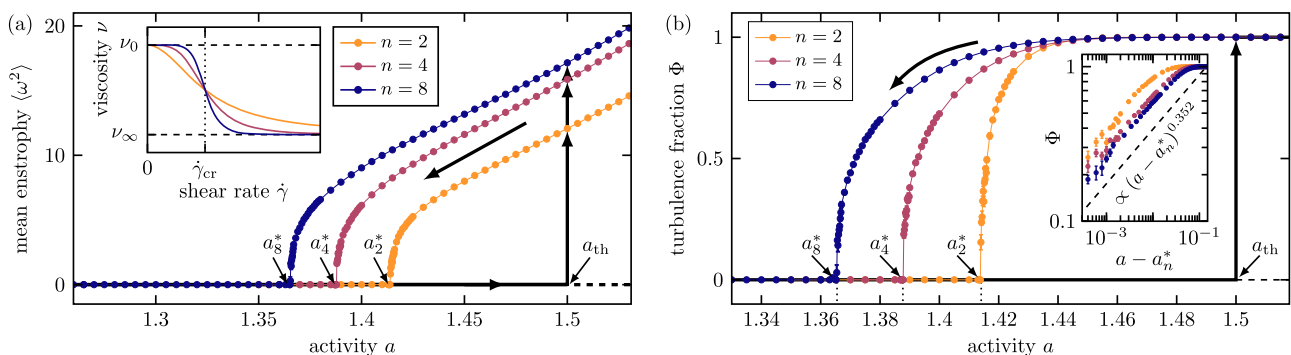 (a)
mean enstrophy ⟨ω²⟩
20
10
0
1.3
1.35
1.4
1.45
1.5
activity a
viscosity ν
ν₀
ν∞
0
γ̇cr
shear rate γ̇
n = 2
n = 4
n = 8
a₈*
a₄*
a₂*
ath
(b)
turbulence fraction Φ
1
0.5
0
1.34
1.36
1.38
1.4
1.42
1.44
1.46
1.48
1.5
activity a
n = 2
n = 4
n = 8
a₈*
a₄*
a₂*
ath
Φ
1
0.1
10⁻³
10⁻²
10⁻¹
a − aₙ*
∝ (a − aₙ*)^0.352